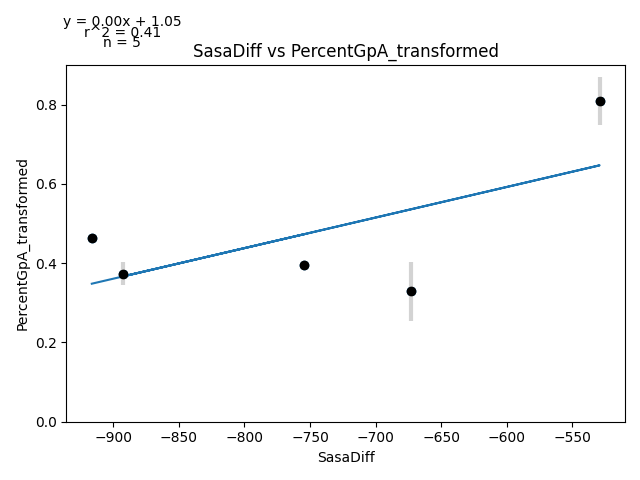 y = 0.00x + 1.05
r^2 = 0.41
n = 5
SasaDiff vs PercentGpA_transformed
PercentGpA_transformed
0.8
0.6
0.4
0.2
0.0
−900
−850
−800
−750
−700
−650
−600
−550
SasaDiff